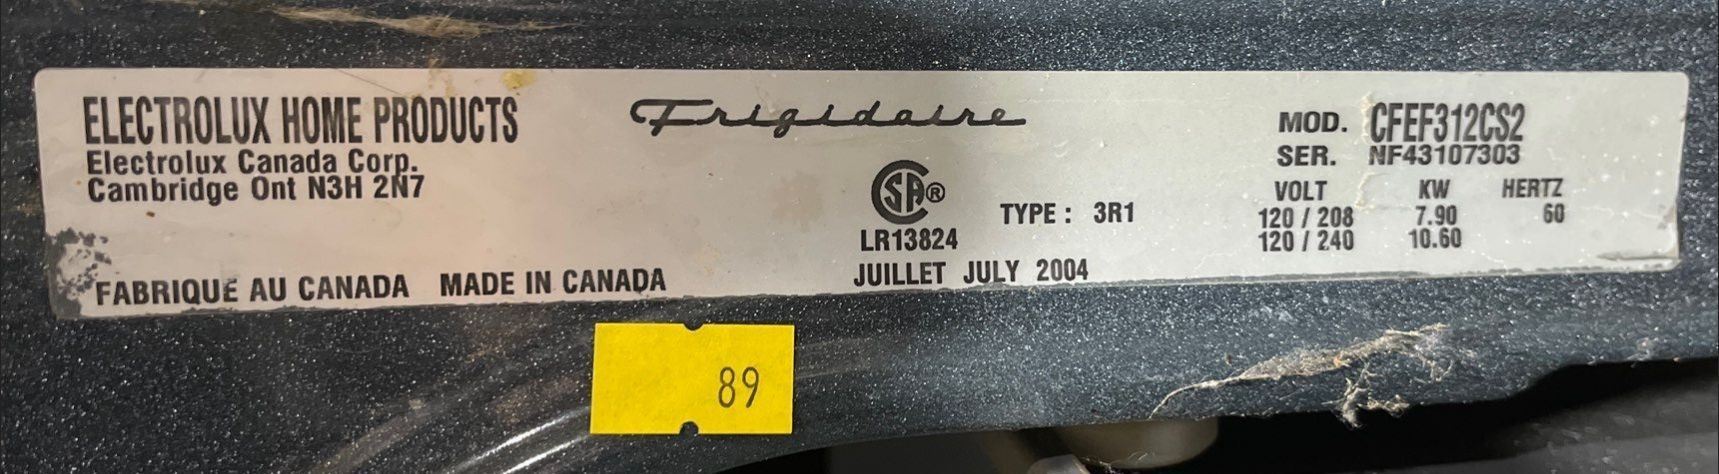 ELECTROLUX HOME PRODUCTS
Electrolux Canada Corp.
Cambridge Ont N3H 2N7
FABRIQUE AU CANADA MADE IN CANADA
Frigidaire
CSA®
LR13824
TYPE : 3R1
JUILLET JULY 2004
MOD. CFEF312CS2
SER. NF43107303
VOLT KW HERTZ
120 / 208 7.90 60
120 / 240 10.60
89